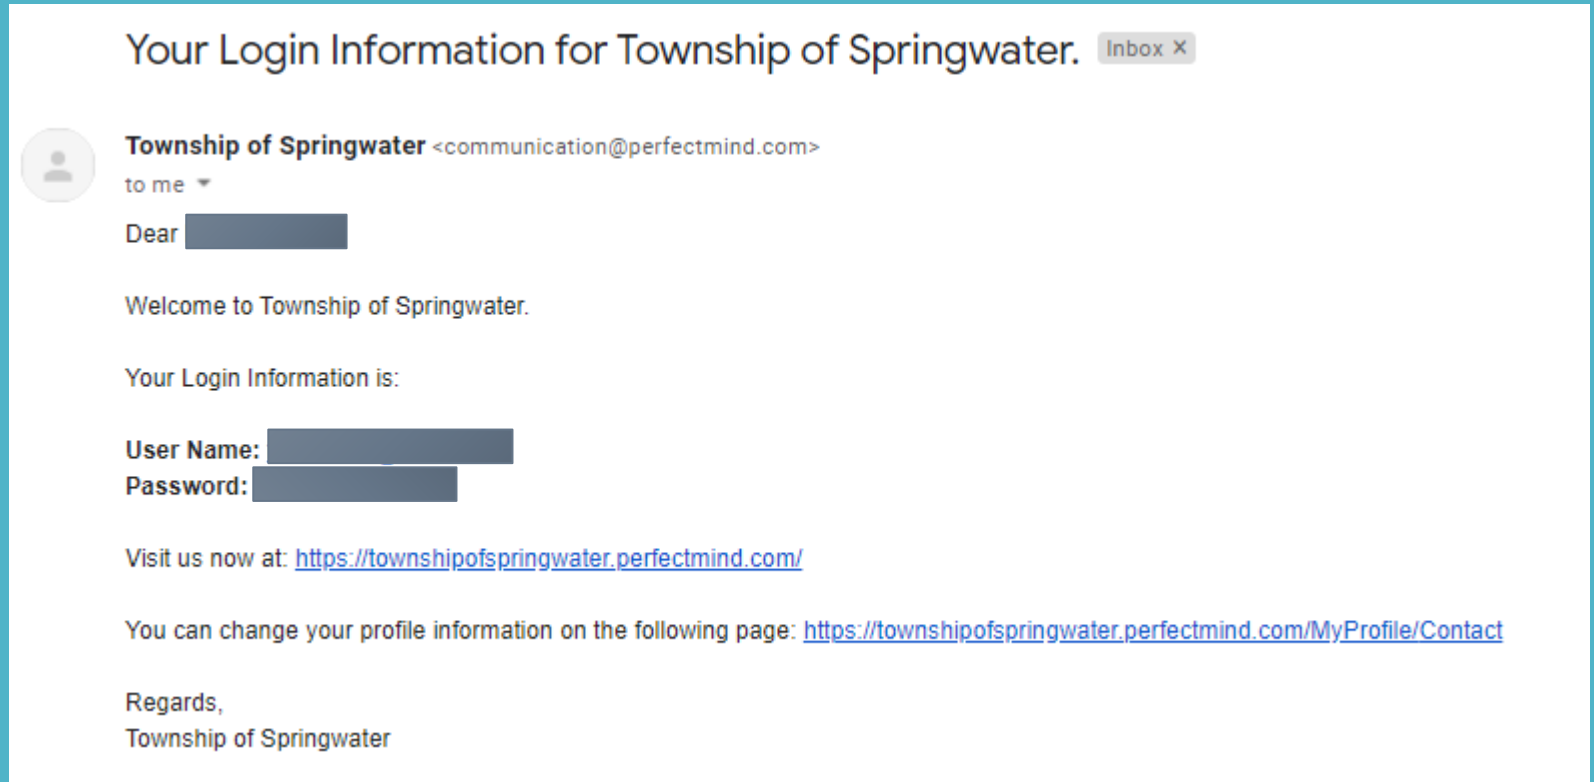 Your Login Information for Township of Springwater. Inbox ×
Township of Springwater <communication@perfectmind.com>
to me
Dear
Welcome to Township of Springwater.
Your Login Information is:
User Name:
Password:
Visit us now at: https://townshipofspringwater.perfectmind.com/
You can change your profile information on the following page: https://townshipofspringwater.perfectmind.com/MyProfile/Contact
Regards,
Township of Springwater